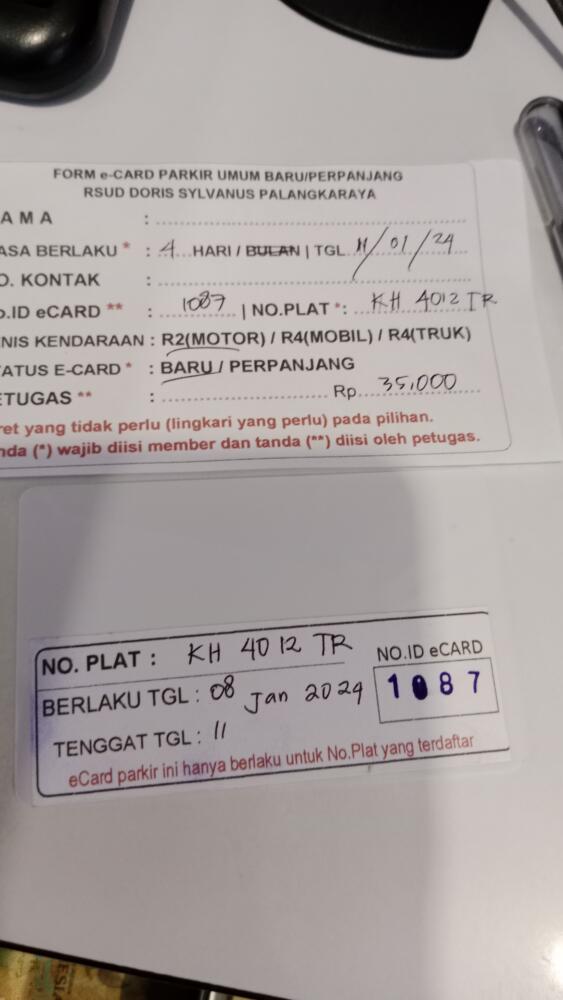 FORM e-CARD PARKIR UMUM BARU/PERPANJANG
RSUD DORIS SYLVANUS PALANGKARAYA
AMA : 
ASA BERLAKU * : 4 HARI / BULAN | TGL 11/01/24
O. KONTAK : 
o.ID eCARD ** : 1087 | NO.PLAT *: KH 4012 TR
NIS KENDARAAN : R2(MOTOR) / R4(MOBIL) / R4(TRUK)
ATUS E-CARD * : BARU / PERPANJANG
ETUGAS ** : Rp. 35,000
ret yang tidak perlu (lingkari yang perlu) pada pilihan.
nda (*) wajib diisi member dan tanda (**) diisi oleh petugas.
NO. PLAT : KH 4012 TR
NO.ID eCARD
BERLAKU TGL : 08 Jan 2024
1087
TENGGAT TGL : 11
eCard parkir ini hanya berlaku untuk No.Plat yang terdaftar